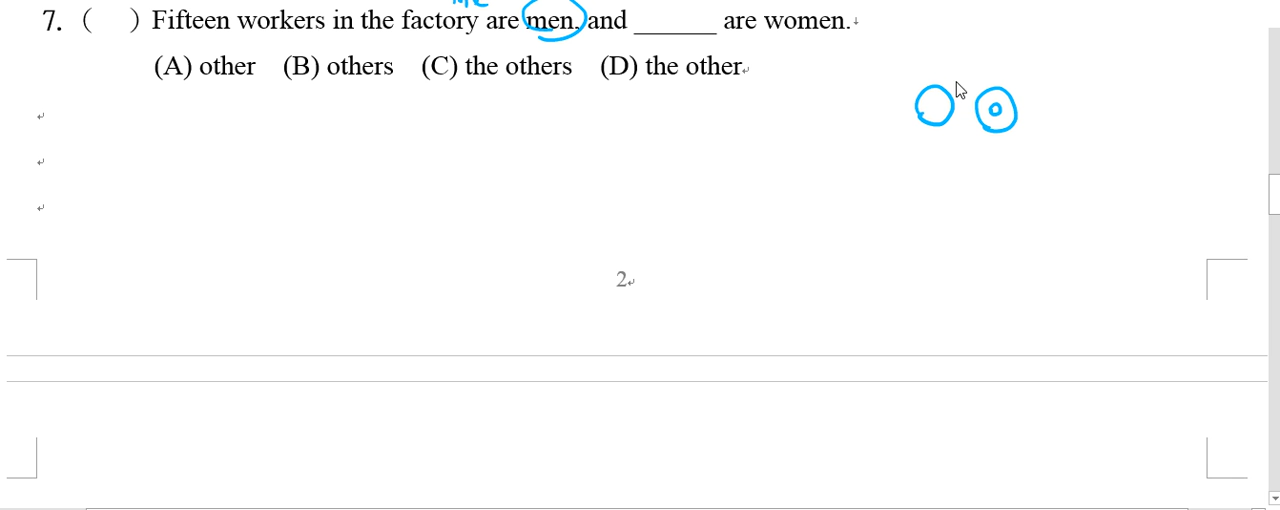 7. (    ) Fifteen workers in the factory are men, and ______ are women.
(A) other (B) others (C) the others (D) the other
2